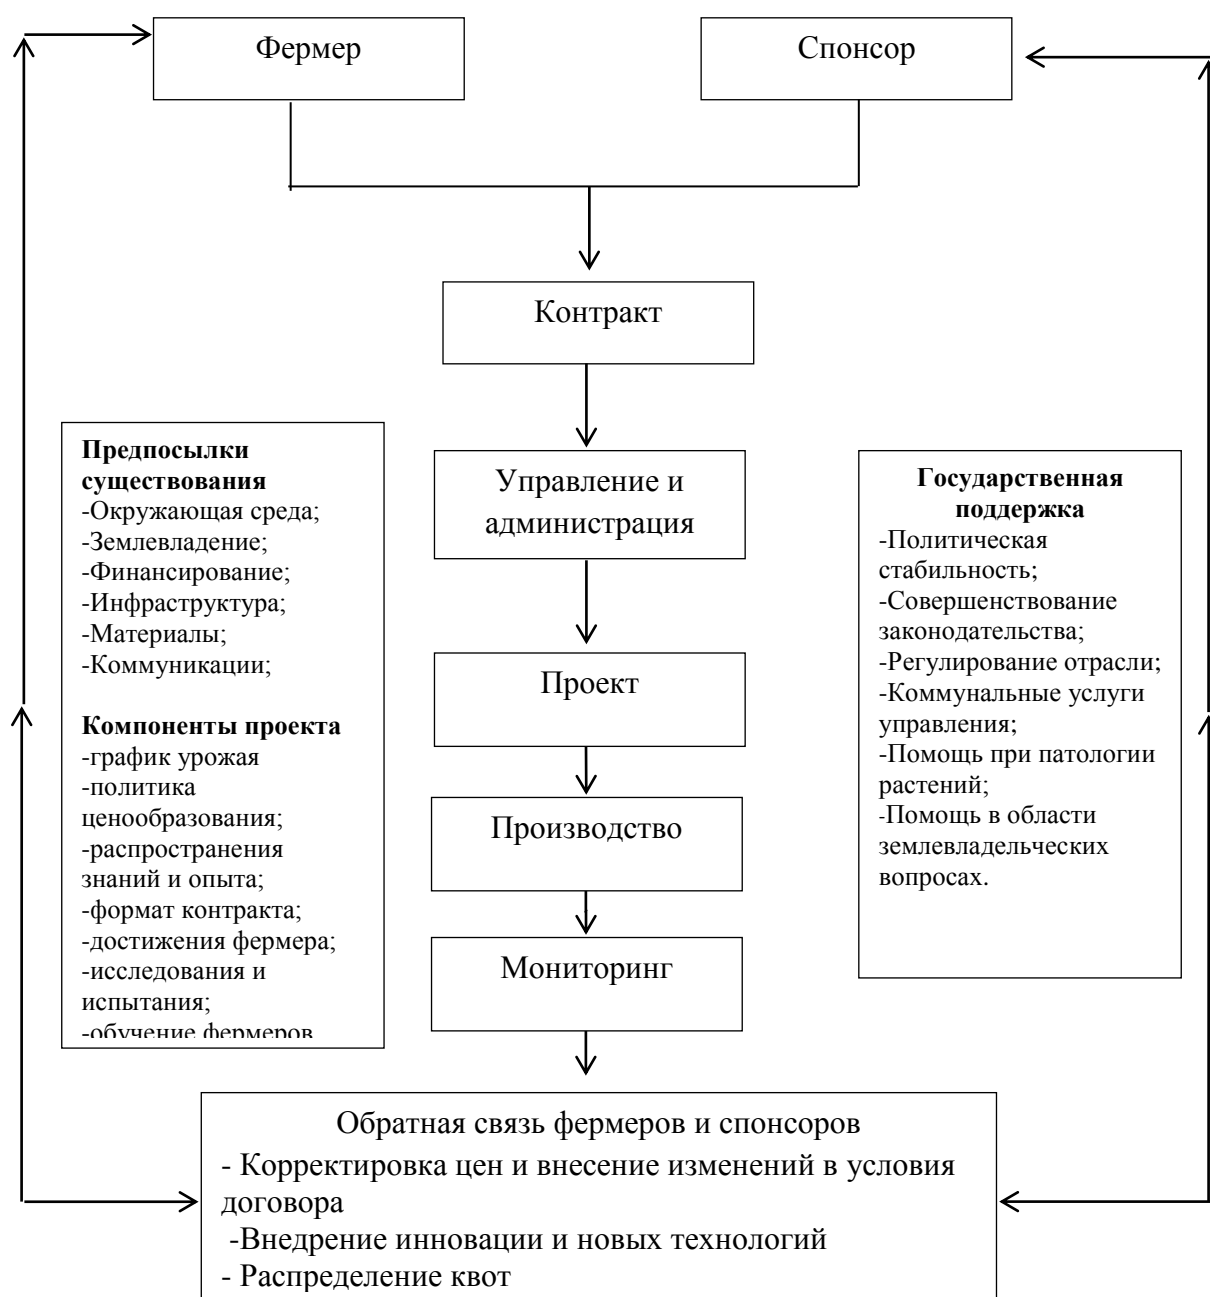 Фермер
Спонсор
Контракт
Предпосылки
существования
-Окружающая среда;
-Землевладение;
-Финансирование;
-Инфраструктура;
-Материалы;
-Коммуникации;
Компоненты проекта
-график урожая
-политика
ценообразования;
-распространения
знаний и опыта;
-формат контракта;
-достижения фермера;
-исследования и
испытания;
-обучение фермеров
Управление и
администрация
Проект
Производство
Мониторинг
Государственная
поддержка
-Политическая
стабильность;
-Совершенствование
законодательства;
-Регулирование отрасли;
-Коммунальные услуги
управления;
-Помощь при патологии
растений;
-Помощь в области
землевладельческих
вопросах.
Обратная связь фермеров и спонсоров
- Корректировка цен и внесение изменений в условия
договора
-Внедрение инновации и новых технологий
- Распределение квот